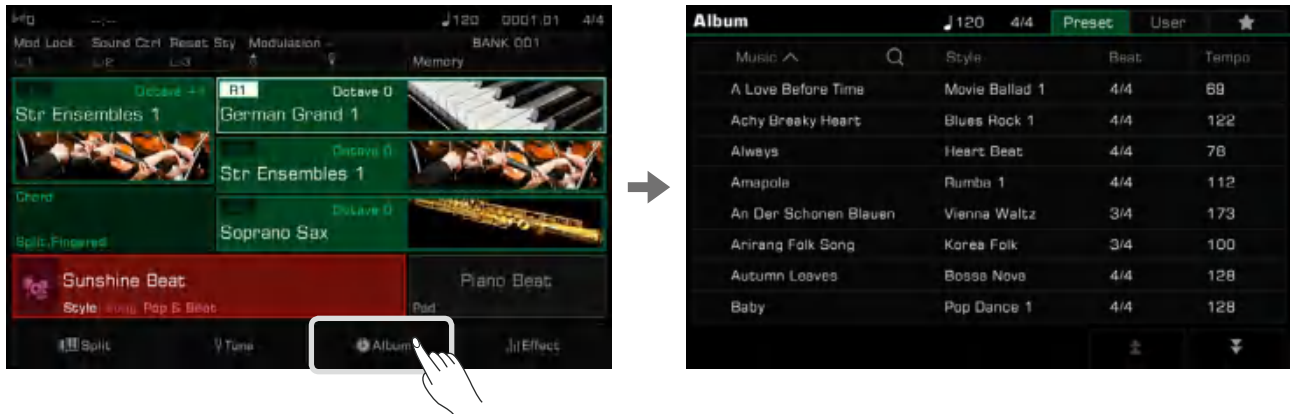 ♩120 0001.01 4/4
Mod Lock Sound Ctrl Reset Sty Modulation
BANK 001
Memory
Octave +1
Str Ensembles 1
R1 Octave 0
German Grand 1
Octave 0
Str Ensembles 1
Octave 0
Soprano Sax
Chord
Split.Fingered
Sunshine Beat
Style Song Pop & Beat
Piano Beat
Pad
Split Tune Album Effect
Album ♩120 4/4 Preset User ★
Music Style Beat Tempo
A Love Before Time Movie Ballad 1 4/4 69
Achy Breaky Heart Blues Rock 1 4/4 122
Always Heart Beat 4/4 78
Amapola Rumba 1 4/4 112
An Der Schonen Blauen Vienna Waltz 3/4 173
Arirang Folk Song Korea Folk 3/4 100
Autumn Leaves Bossa Nova 4/4 128
Baby Pop Dance 1 4/4 128